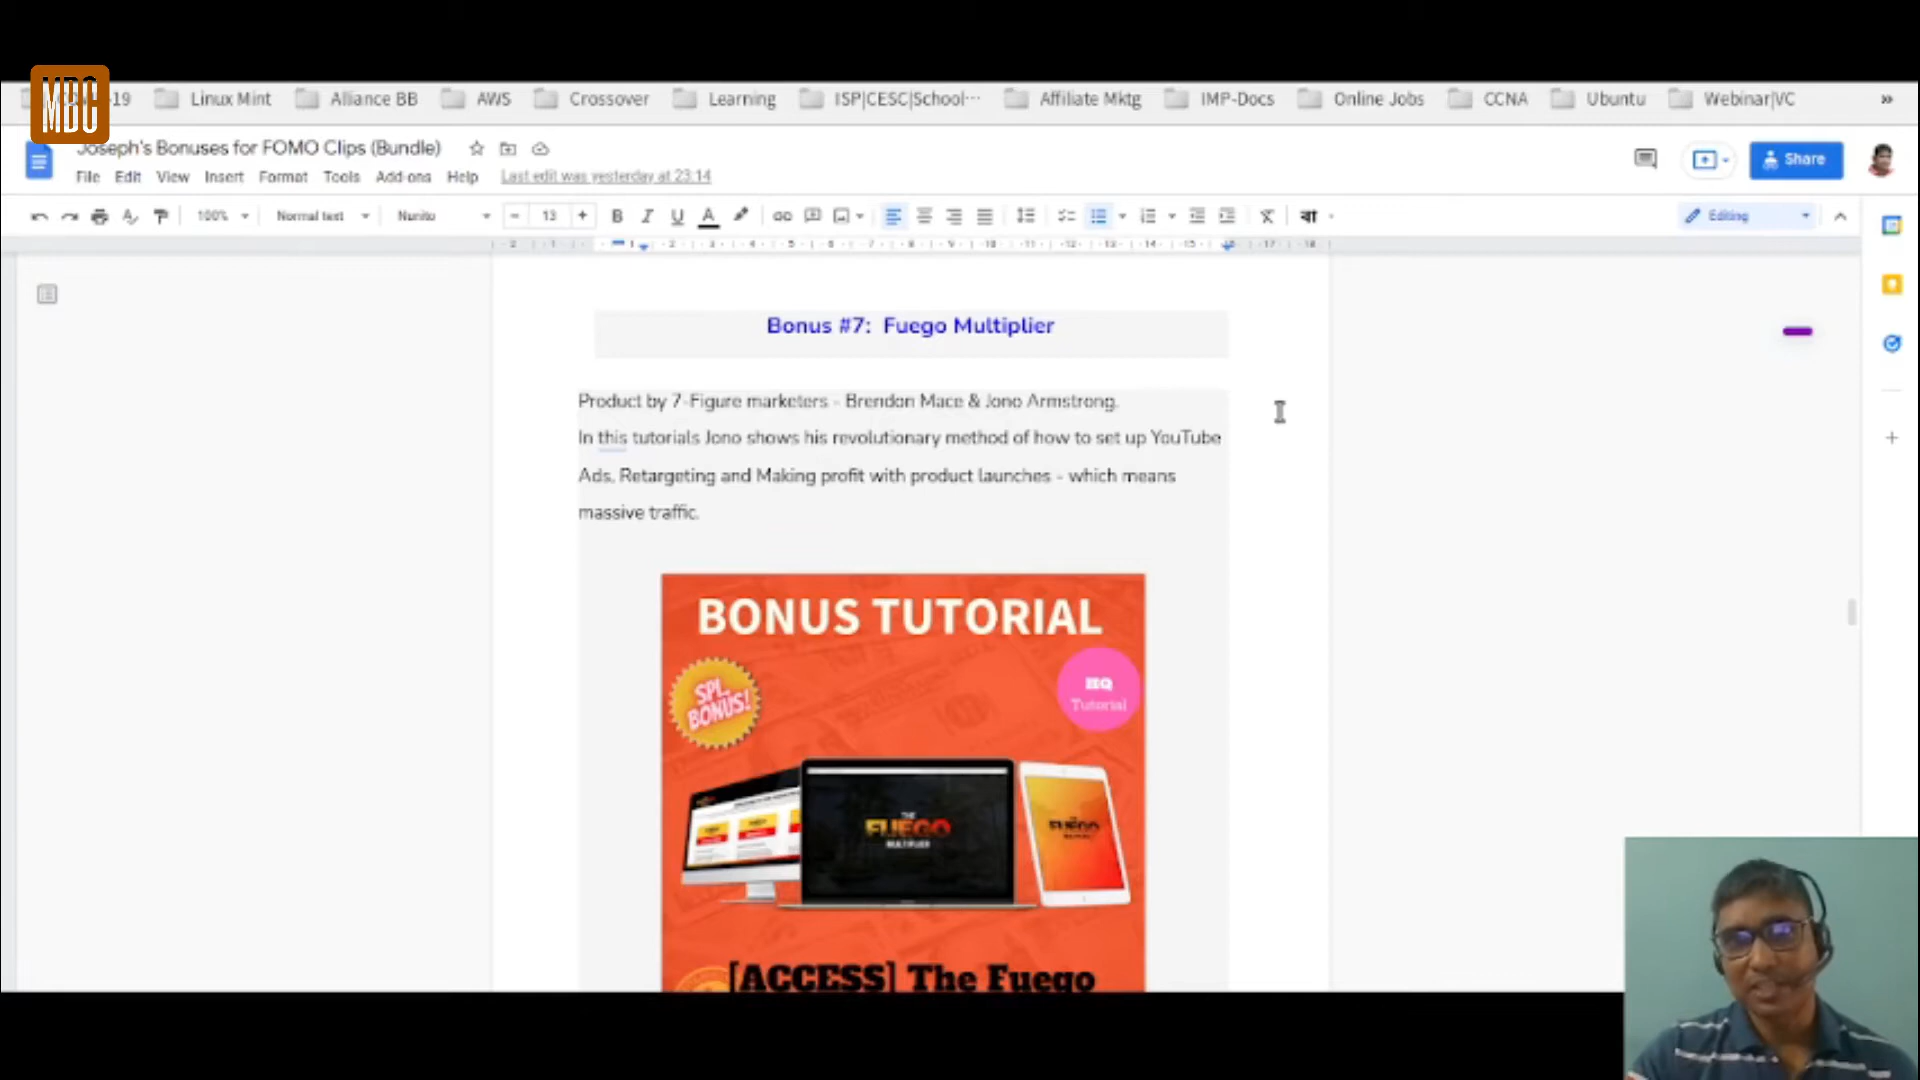 MBC
-19
Linux Mint
Alliance BB
AWS
Crossover
Learning
ISP|CESC|School···
Affiliate Mktg
IMP-Docs
Online Jobs
CCNA
Ubuntu
Webinar|VC
»
Joseph's Bonuses for FOMO Clips (Bundle)
Share
File Edit View Insert Format Tools Add-ons Help Last edit was yesterday at 23:14
100% Normal text Nunito − 13 + B I U A Editing
Bonus #7: Fuego Multiplier
Product by 7-Figure marketers - Brendon Mace & Jono Armstrong.
In this tutorials Jono shows his revolutionary method of how to set up YouTube
Ads, Retargeting and Making profit with product launches - which means
massive traffic.
BONUS TUTORIAL
SPL.
BONUS!
HQ
Tutorial
THE
FUEGO
MULTIPLIER
FUEGO
[ACCESS] The Fuego